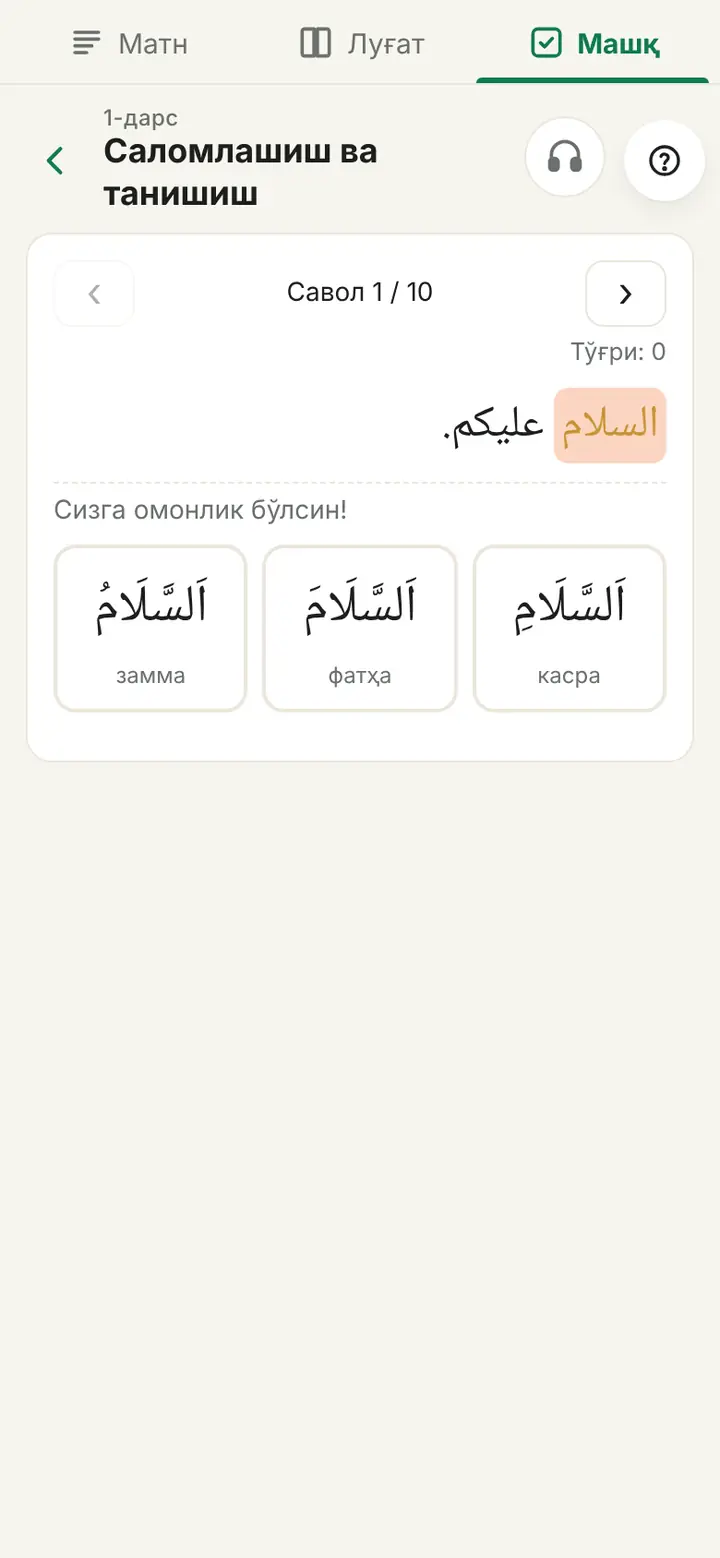 Матн
Луғат
Машқ
1-дарс
Саломлашиш ва
танишиш
Савол 1 / 10
Тўғри: 0
السلام عليكم.
Сизга омонлик бўлсин!
اَلسَّلَامُ
замма
اَلسَّلَامَ
фатҳа
اَلسَّلَامِ
касра